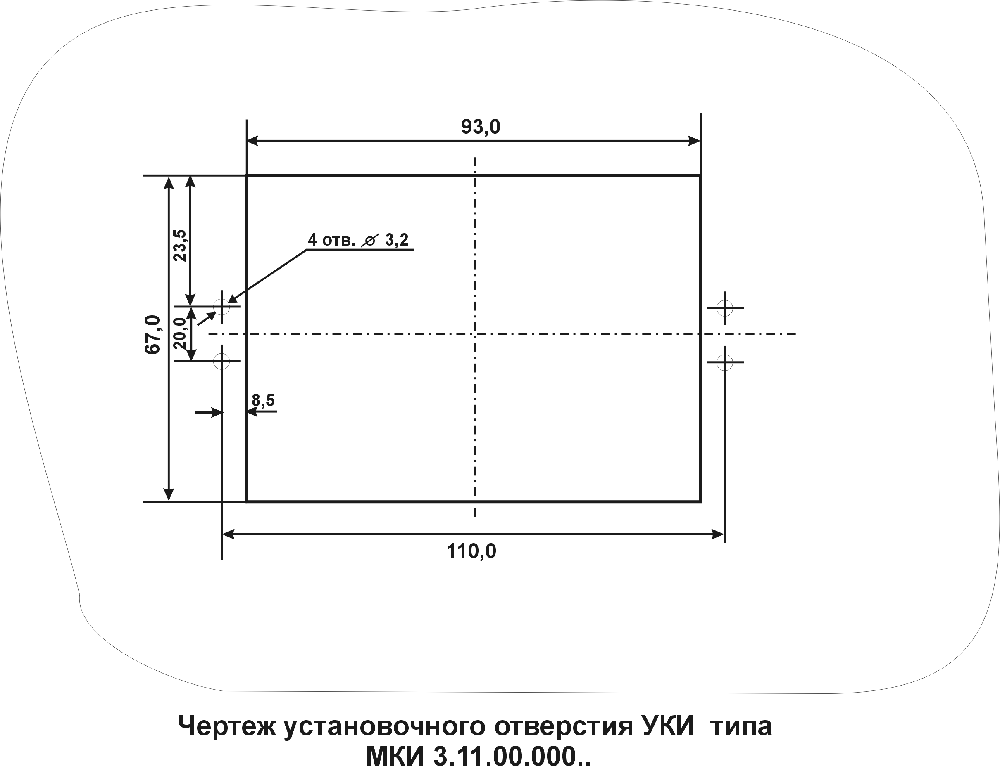 93,0
23,5
4 отв. ⌀ 3,2
67,0
20,0
8,5
110,0
Чертеж установочного отверстия УКИ типа
МКИ 3.11.00.000..